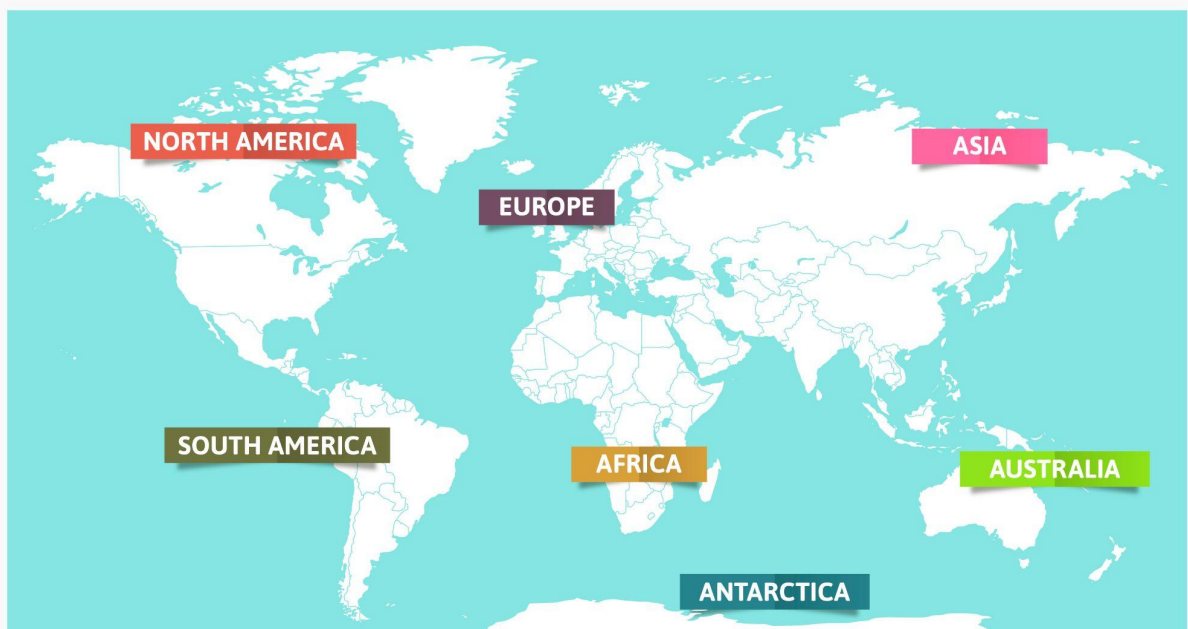 NORTH AMERICA
ASIA
EUROPE
SOUTH AMERICA
AFRICA
AUSTRALIA
ANTARCTICA